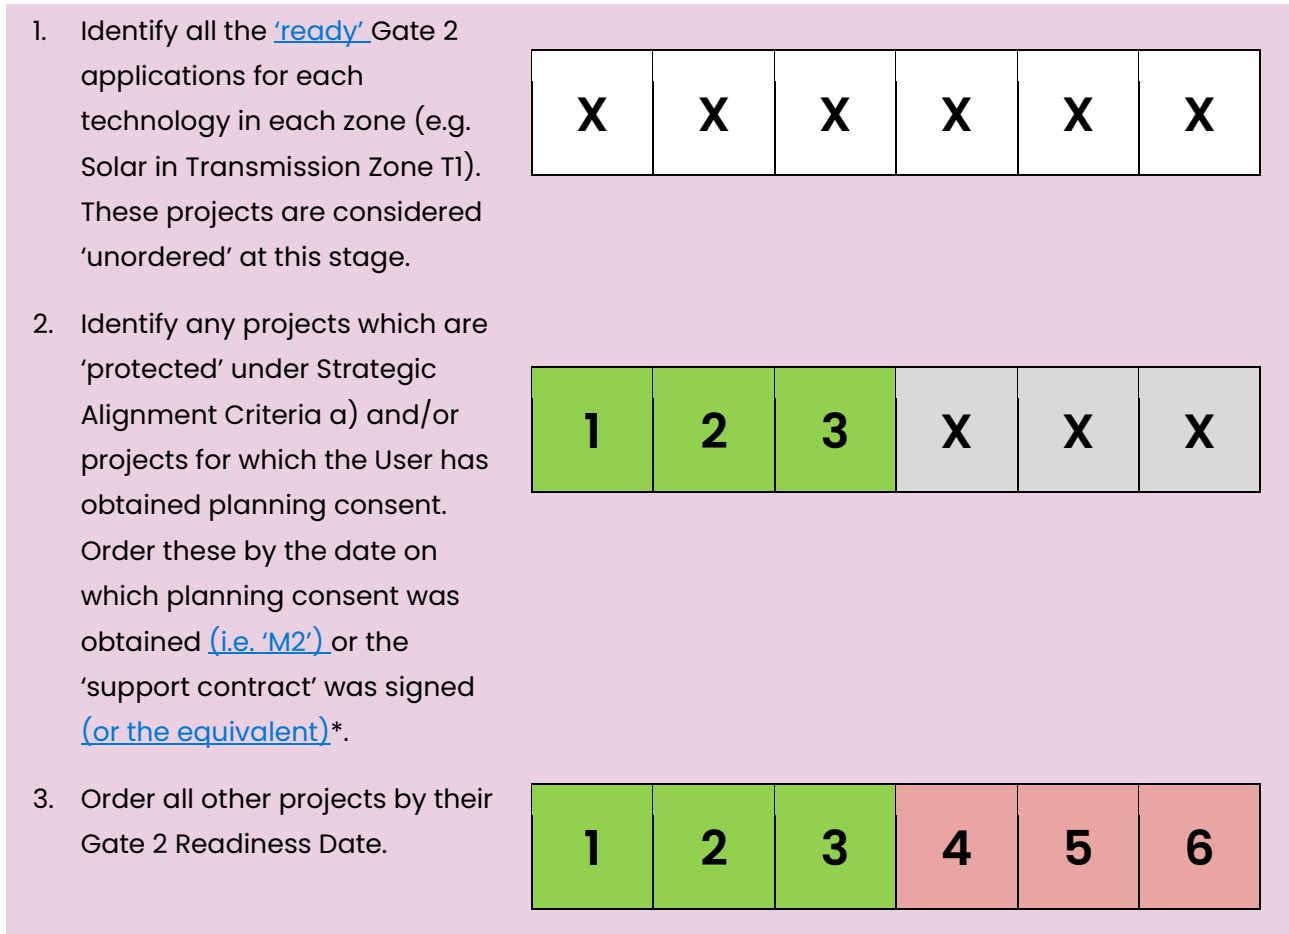 1. Identify all the ‘ready’ Gate 2
applications for each
technology in each zone (e.g.
Solar in Transmission Zone T1).
These projects are considered
‘unordered’ at this stage.
X X X X X X
2. Identify any projects which are
‘protected’ under Strategic
Alignment Criteria a) and/or
projects for which the User has
obtained planning consent.
Order these by the date on
which planning consent was
obtained (i.e. ‘M2’) or the
‘support contract’ was signed
(or the equivalent)*.
1 2 3 X X X
3. Order all other projects by their
Gate 2 Readiness Date.
1 2 3 4 5 6